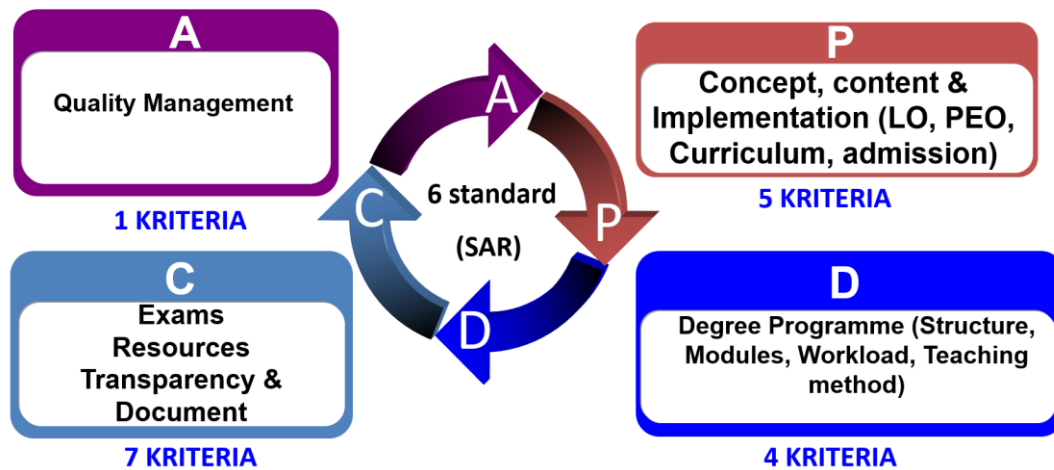 A
Quality Management
1 KRITERIA
P
Concept, content &
Implementation (LO, PEO,
Curriculum, admission)
5 KRITERIA
A
P
D
C
6 standard
(SAR)
C
Exams
Resources
Transparency &
Document
7 KRITERIA
D
Degree Programme (Structure,
Modules, Workload, Teaching
method)
4 KRITERIA